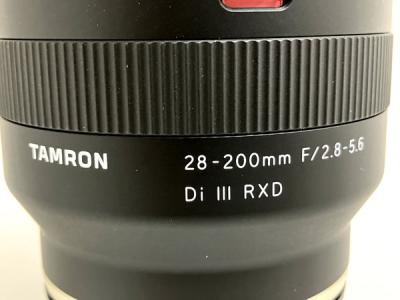 TAMRON 28-200mm F/2.8-5.6
Di III RXD